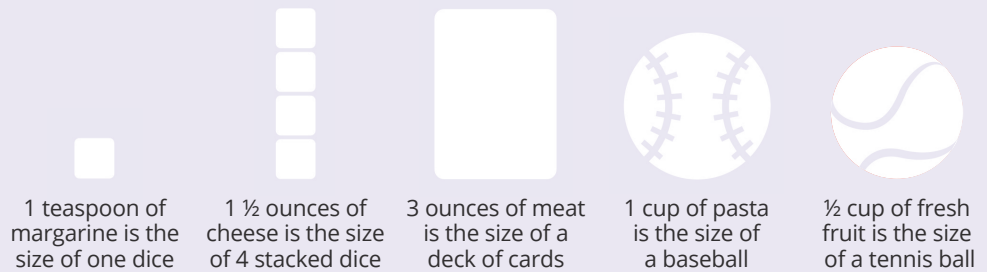 1 teaspoon of
margarine is the
size of one dice
1 ½ ounces of
cheese is the size
of 4 stacked dice
3 ounces of meat
is the size of a
deck of cards
1 cup of pasta
is the size of
a baseball
½ cup of fresh
fruit is the size
of a tennis ball